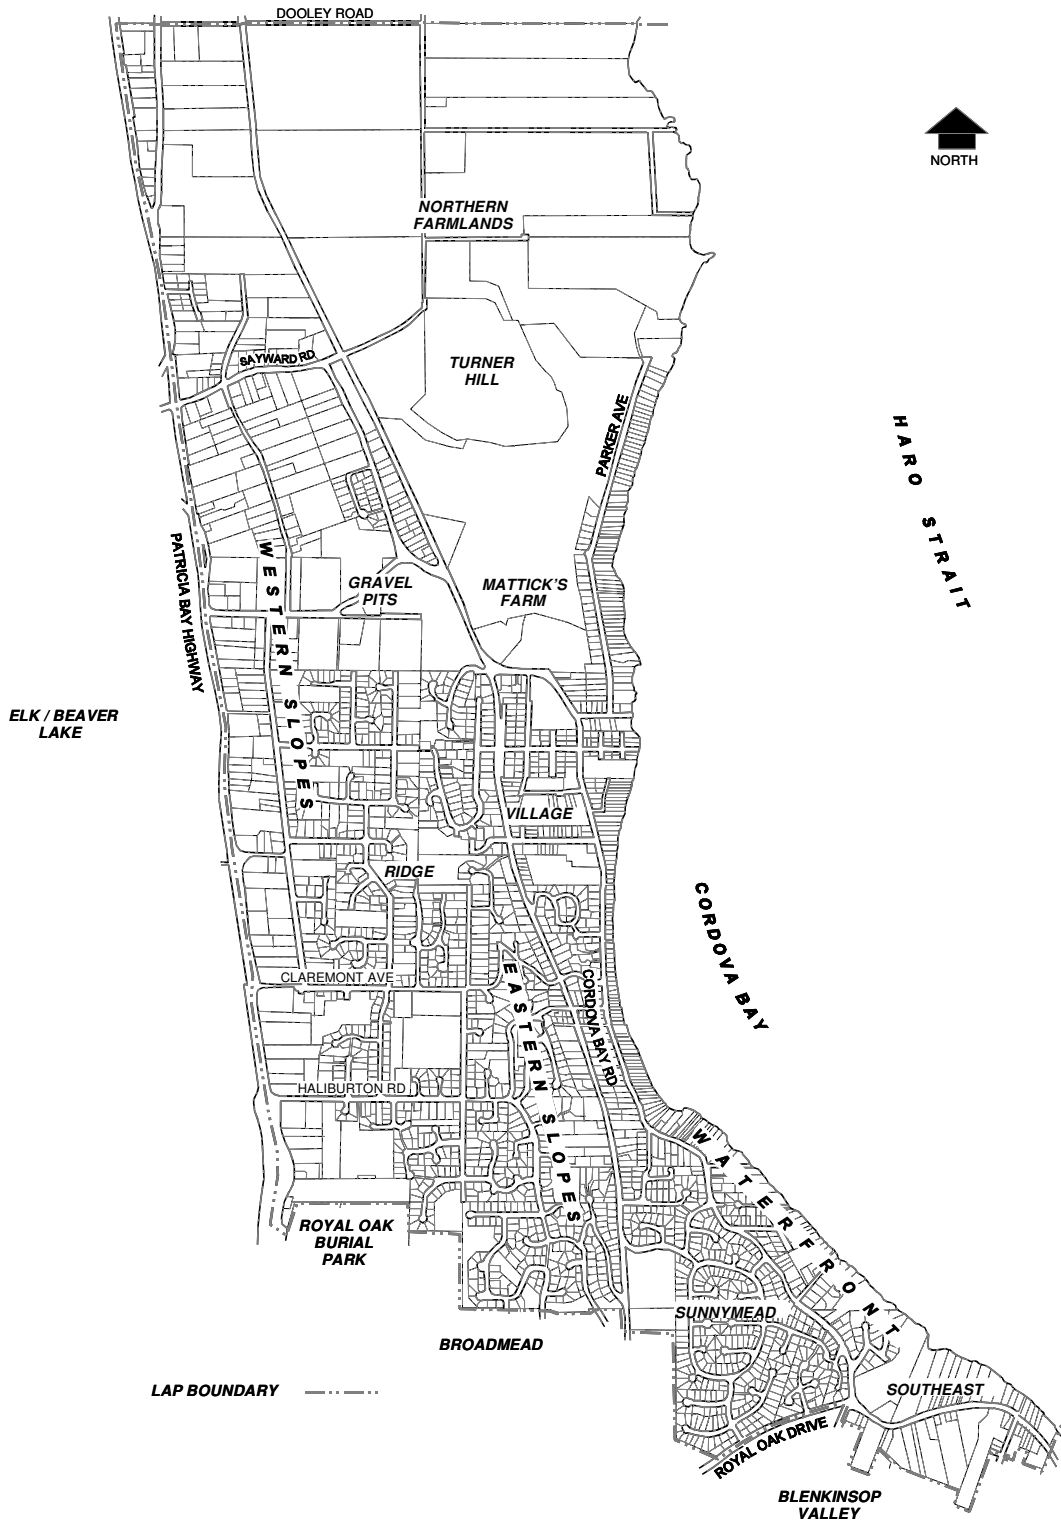 DOOLEY ROAD
NORTH
NORTHERN
FARMLANDS
SAYWARD RD
TURNER
HILL
PARKER AVE
HARO STRAIT
PATRICIA BAY HIGHWAY
WESTERN SLOPES
GRAVEL
PITS
MATTICK'S
FARM
ELK / BEAVER
LAKE
VILLAGE
RIDGE
CORDOVA BAY
CLAREMONT AVE
EASTERN SLOPES
CORDOVA BAY RD
HALIBURTON RD
WATERFRONT
ROYAL OAK
BURIAL
PARK
SUNNYMEAD
BROADMEAD
LAP BOUNDARY
SOUTHEAST
ROYAL OAK DRIVE
BLENKINSOP
VALLEY